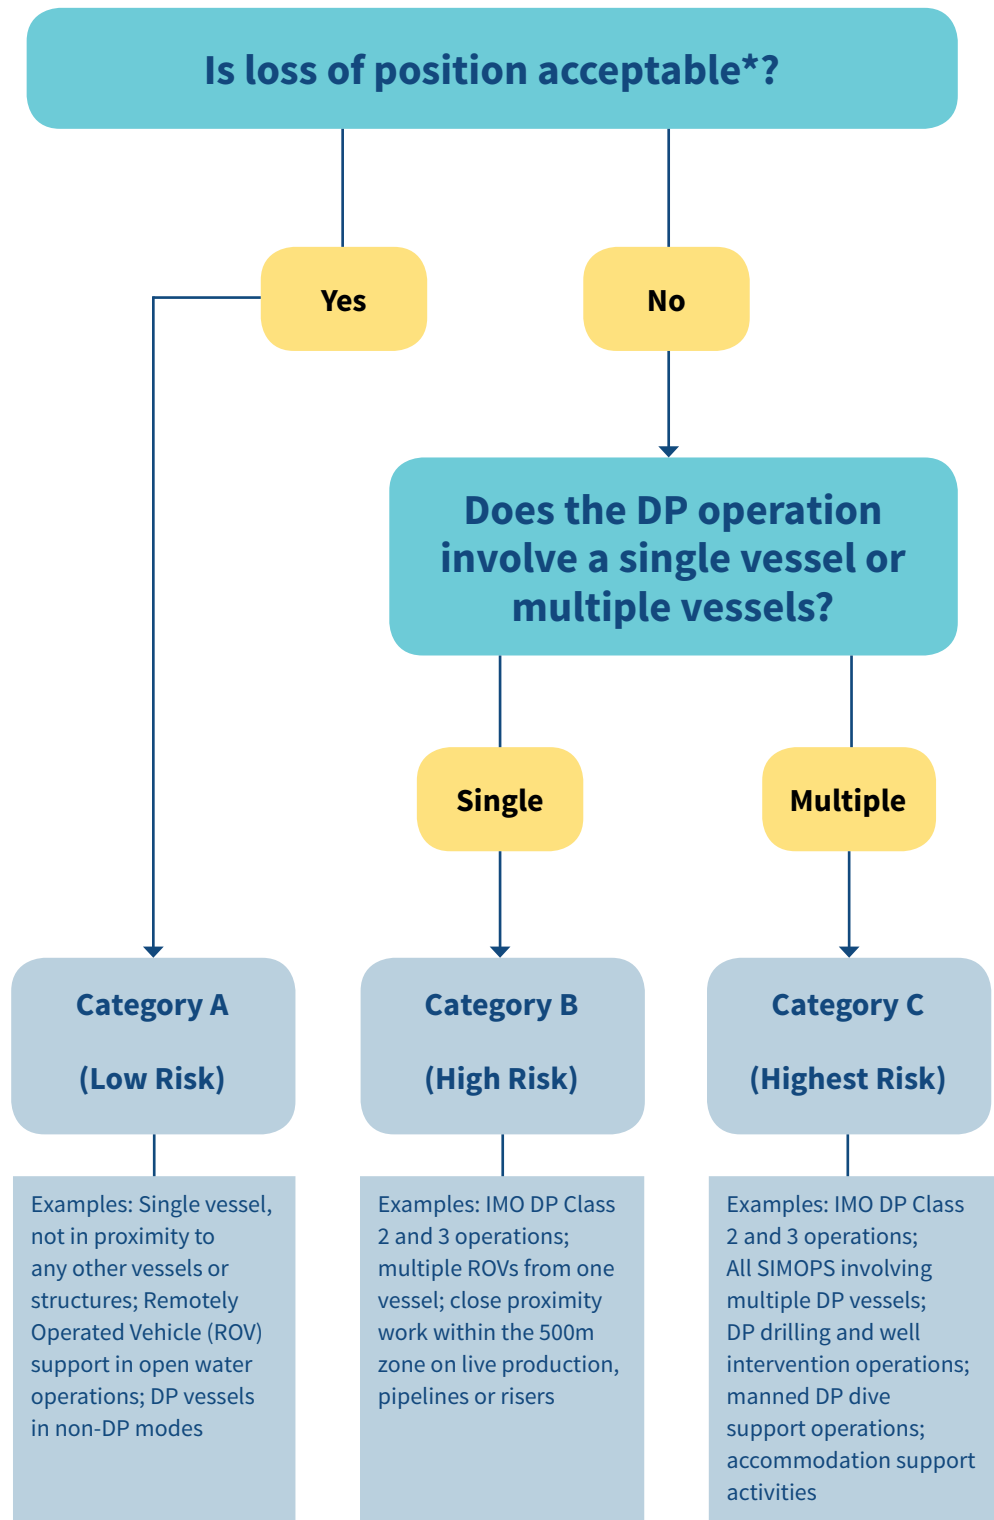 Is loss of position acceptable*?
Yes
No
Does the DP operation
involve a single vessel or
multiple vessels?
Single
Multiple
Category A
(Low Risk)
Category B
(High Risk)
Category C
(Highest Risk)
Examples: Single vessel,
not in proximity to
any other vessels or
structures; Remotely
Operated Vehicle (ROV)
support in open water
operations; DP vessels
in non-DP modes
Examples: IMO DP Class
2 and 3 operations;
multiple ROVs from one
vessel; close proximity
work within the 500m
zone on live production,
pipelines or risers
Examples: IMO DP Class
2 and 3 operations;
All SIMOPS involving
multiple DP vessels;
DP drilling and well
intervention operations;
manned DP dive
support operations;
accommodation support
activities